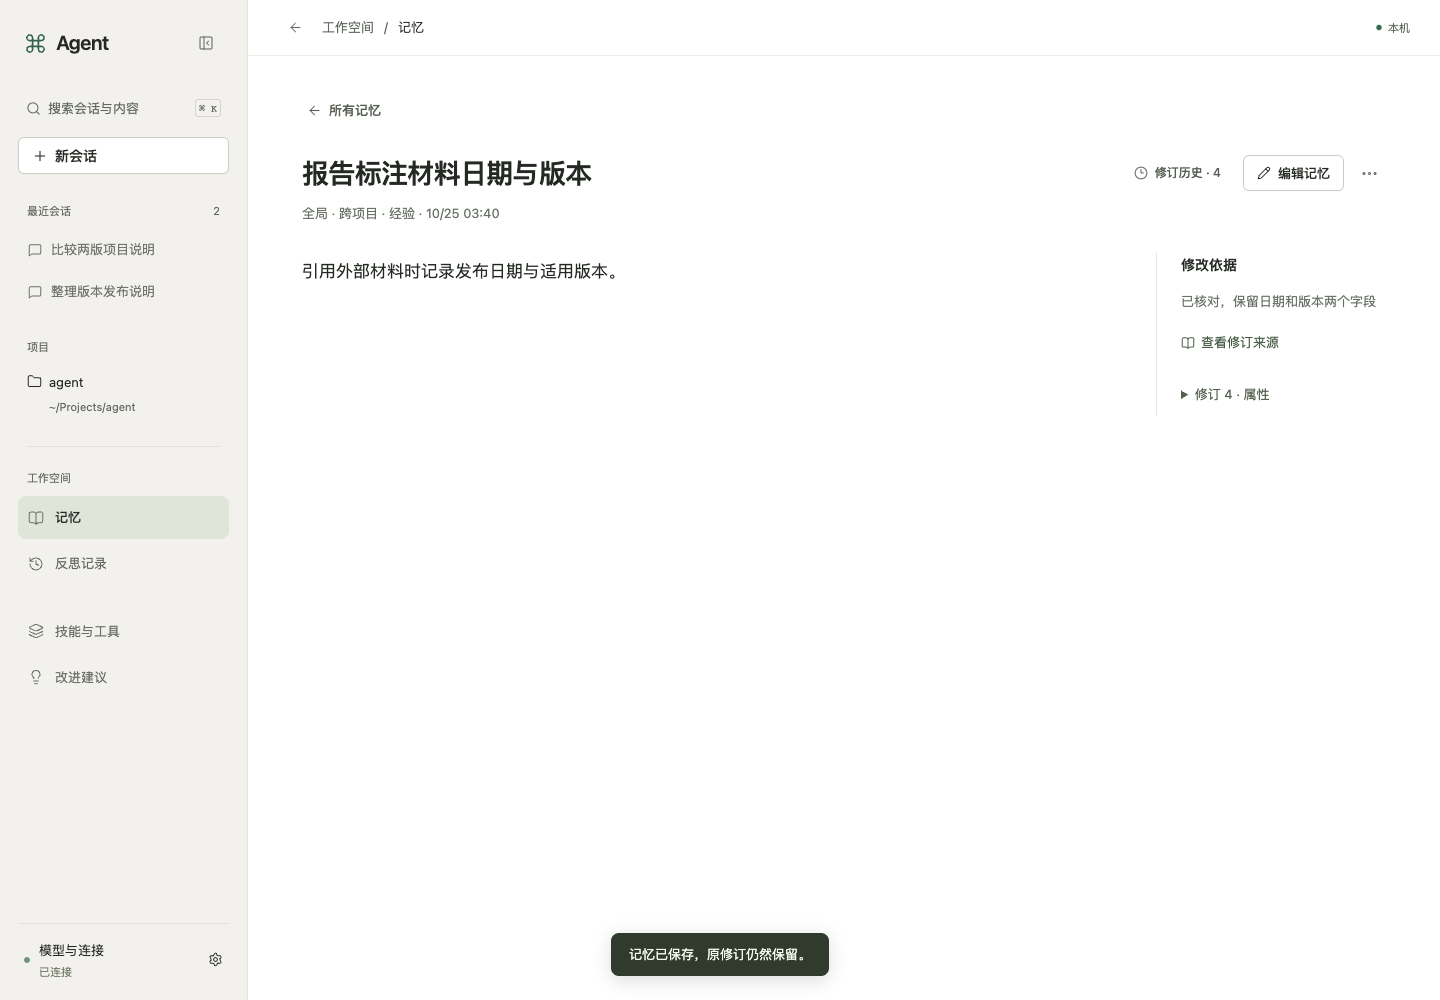 Agent
搜索会话与内容
⌘ K
新会话
最近会话 2
比较两版项目说明
整理版本发布说明
项目
agent
~/Projects/agent
工作空间
记忆
反思记录
技能与工具
改进建议
模型与连接
已连接
工作空间 / 记忆
本机
所有记忆
报告标注材料日期与版本
修订历史 · 4
编辑记忆
全局 · 跨项目 · 经验 · 10/25 03:40
引用外部材料时记录发布日期与适用版本。
修改依据
已核对，保留日期和版本两个字段
查看修订来源
修订 4 · 属性
记忆已保存，原修订仍然保留。